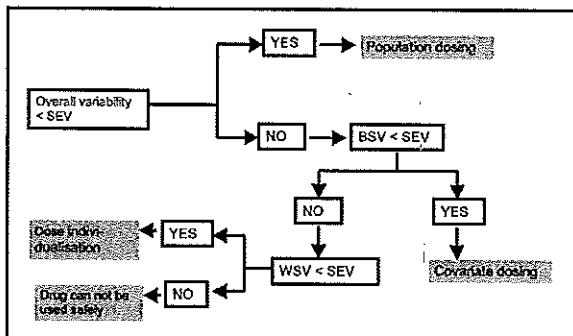 YES
Population dosing
Overall variability
< SEV
NO
BSV < SEV
NO
YES
Dose indivi-
dualisation
YES
WSV < SEV
Covariate dosing
NO
Drug can not be
used safely